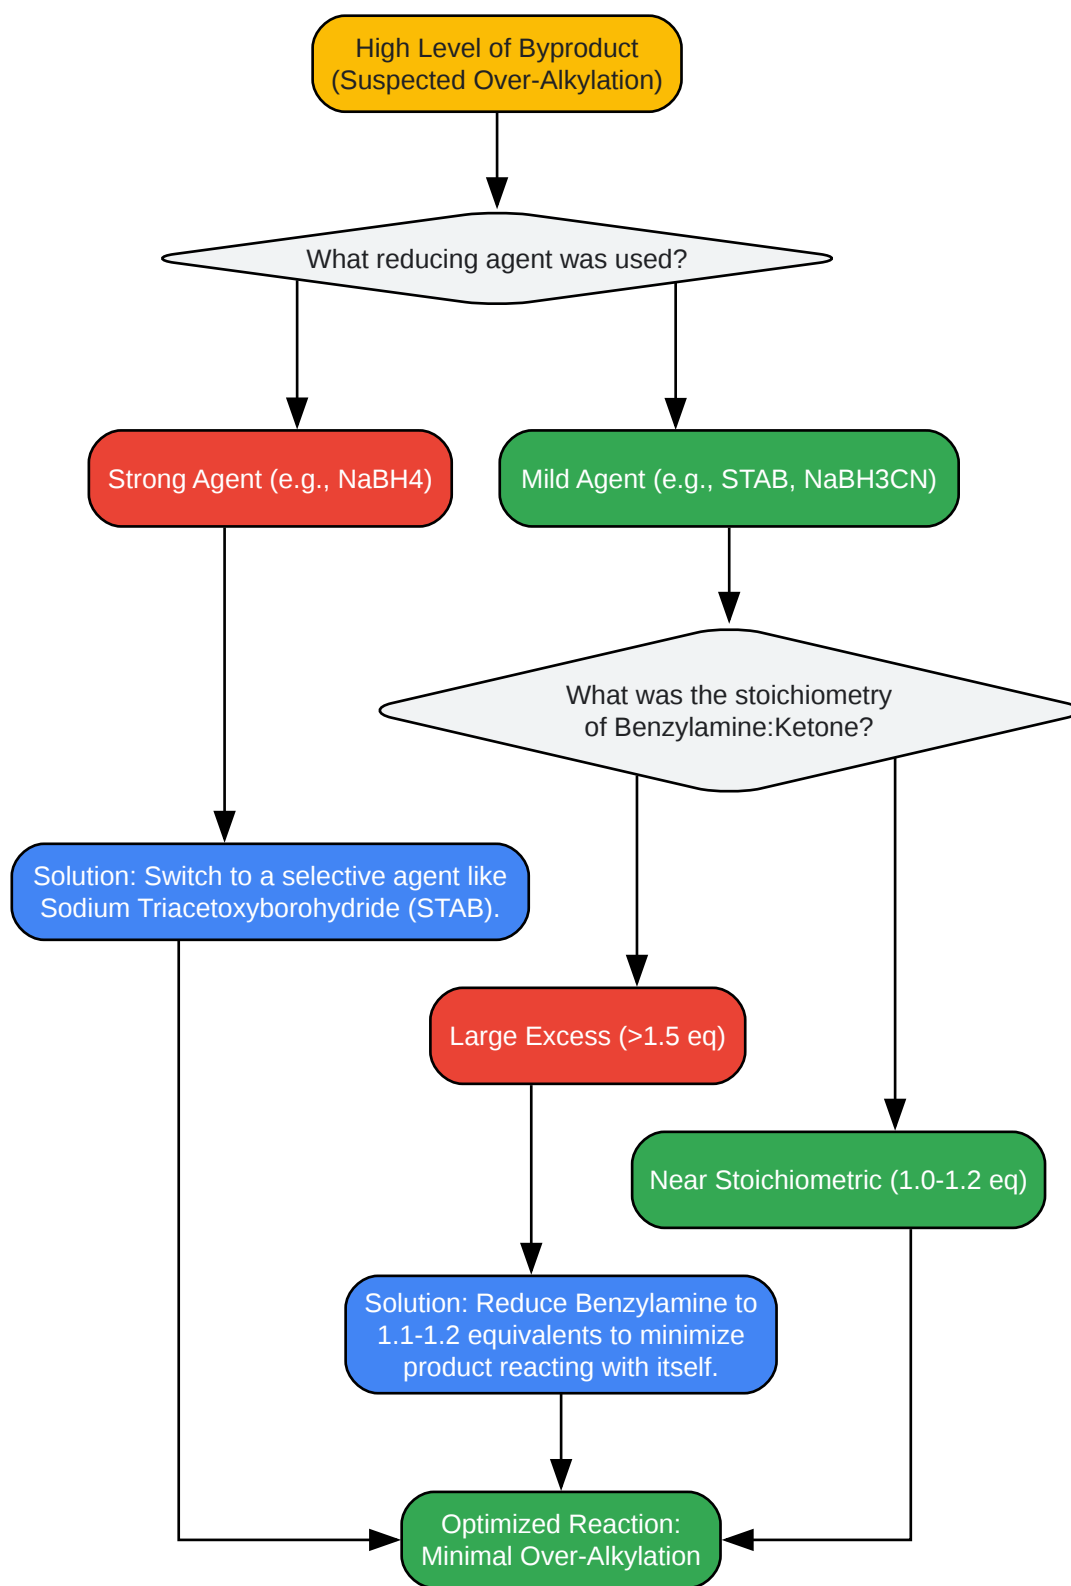 High Level of Byproduct
(Suspected Over-Alkylation)
What reducing agent was used?
Strong Agent (e.g., NaBH4)
Mild Agent (e.g., STAB, NaBH3CN)
What was the stoichiometry
of Benzylamine:Ketone?
Solution: Switch to a selective agent like
Sodium Triacetoxyborohydride (STAB).
Large Excess (>1.5 eq)
Near Stoichiometric (1.0-1.2 eq)
Solution: Reduce Benzylamine to
1.1-1.2 equivalents to minimize
product reacting with itself.
Optimized Reaction:
Minimal Over-Alkylation